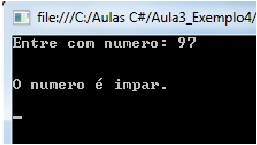 file:///C:/Aulas C#/Aula3_Exemplo4/
Entre com numero: 97
O numero é impar.